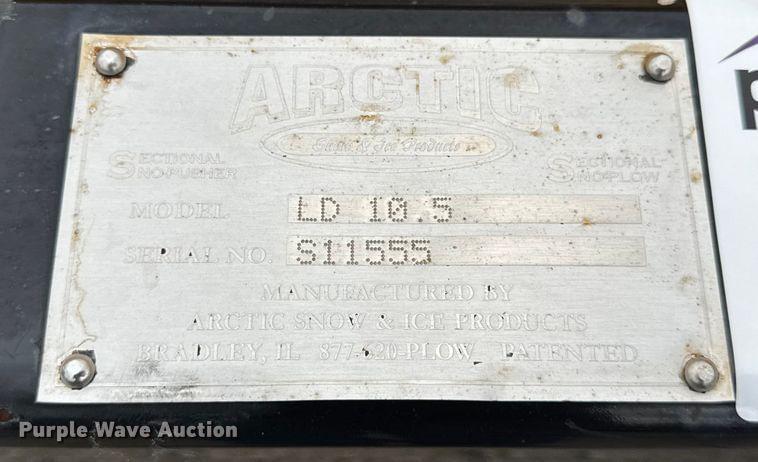 ARCTIC
Snow & Ice Products
SECTIONAL SNO-PUSHER
SECTIONAL SNO-PLOW
MODEL LD 10.5
SERIAL NO. S11555
MANUFACTURED BY
ARCTIC SNOW & ICE PRODUCTS
BRADLEY, IL 877-620-PLOW PATENTED
Purple Wave Auction